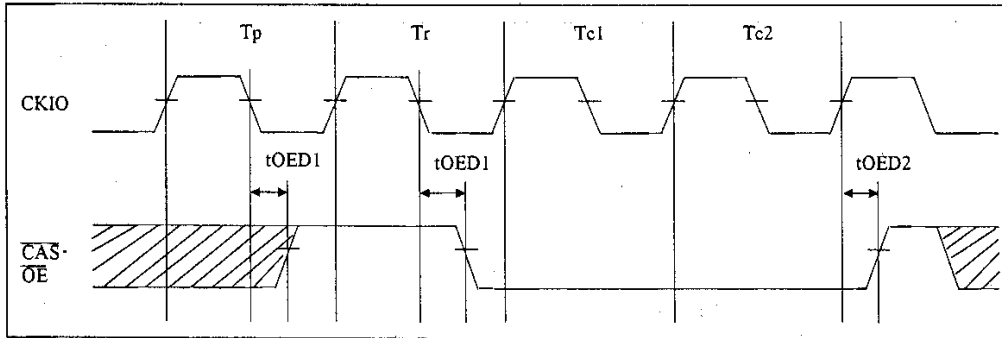 Tp Tr Tc1 Tc2
CKIO
tOED1 tOED1 tOED2
CAS·
OE